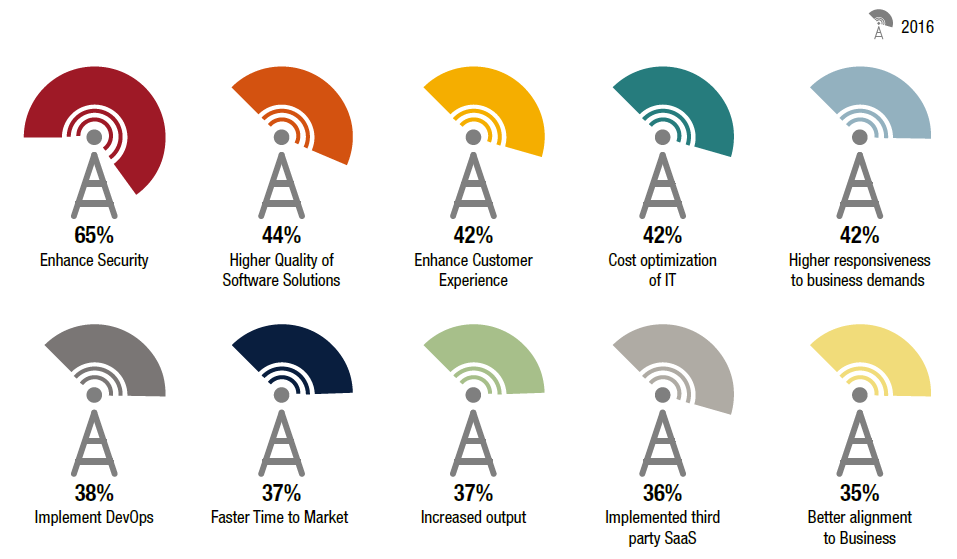 2016
65%
Enhance Security
44%
Higher Quality of
Software Solutions
42%
Enhance Customer
Experience
42%
Cost optimization
of IT
42%
Higher responsiveness
to business demands
38%
Implement DevOps
37%
Faster Time to Market
37%
Increased output
36%
Implemented third
party SaaS
35%
Better alignment
to Business